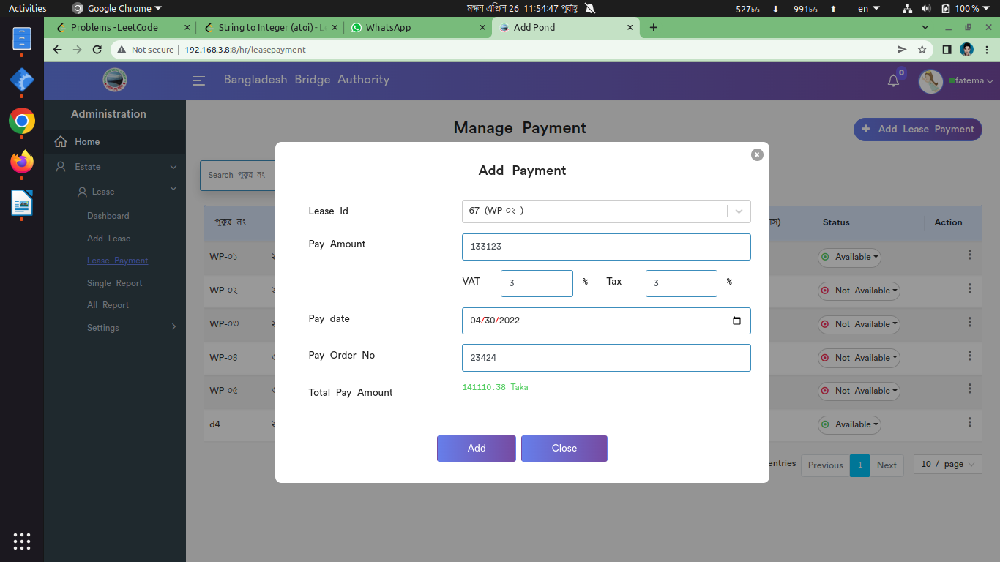 Activities Google Chrome মঙ্গল এপ্রিল 26 11:54:47 পূর্বাহ্ণ 527b/s 991b/s en 100 %
Problems - LeetCode String to Integer (atoi) - L WhatsApp Add Pond
Not secure 192.168.3.8:8/hr/leasepayment
Bangladesh Bridge Authority 0 fatema
Administration
Home
Estate
Lease
Dashboard
Add Lease
Lease Payment
Single Report
All Report
Settings
Manage Payment
+ Add Lease Payment
Search পুকুর নং
পুকুর নং Status Action
WP-০১ Available
WP-০২ Not Available
WP-০৩ Not Available
WP-০৪ Not Available
WP-০৫ Not Available
d4 Available
entries Previous 1 Next 10 / page
Add Payment
Lease Id 67 (WP-০২ )
Pay Amount 133123
VAT 3 % Tax 3 %
Pay date 04/30/2022
Pay Order No 23424
Total Pay Amount 141110.38 Taka
Add Close